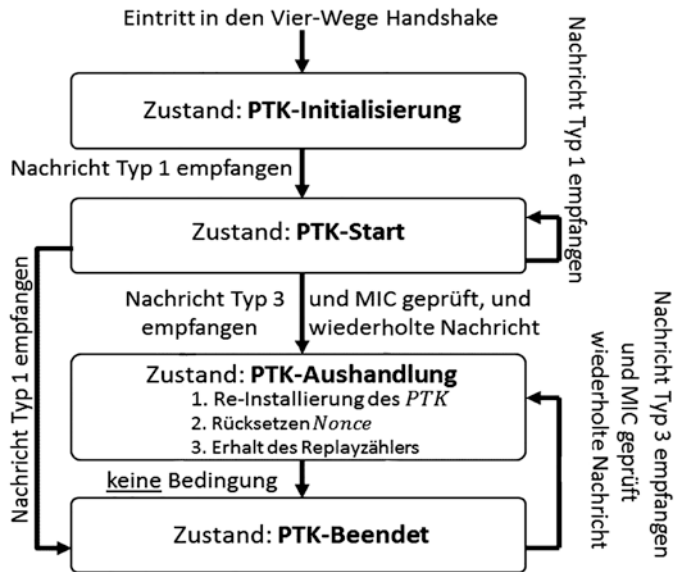 Eintritt in den Vier-Wege Handshake
Zustand: PTK-Initialisierung
Nachricht Typ 1 empfangen
Nachricht Typ 1 empfangen
Zustand: PTK-Start
Nachricht Typ 1 empfangen
Nachricht Typ 3
empfangen
und MIC geprüft, und
wiederholte Nachricht
Zustand: PTK-Aushandlung
1. Re-Installierung des PTK
2. Rücksetzen Nonce
3. Erhalt des Replayzählers
Nachricht Typ 3 empfangen
und MIC geprüft
wiederholte Nachricht
keine Bedingung
Zustand: PTK-Beendet